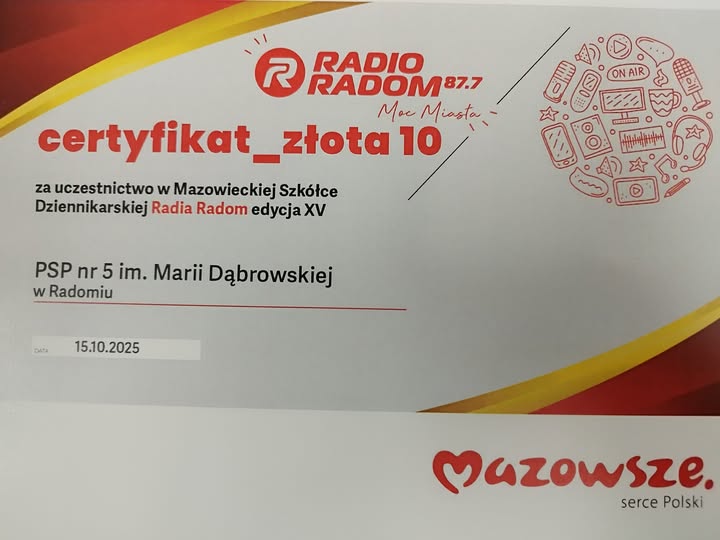 RADIO
RADOM 87.7
Moc Miasta
ON AIR
certyfikat_złota 10
za uczestnictwo w Mazowieckiej Szkółce
Dziennikarskiej Radia Radom edycja XV
PSP nr 5 im. Marii Dąbrowskiej
w Radomiu
DATA 15.10.2025
mazowsze.
serce Polski